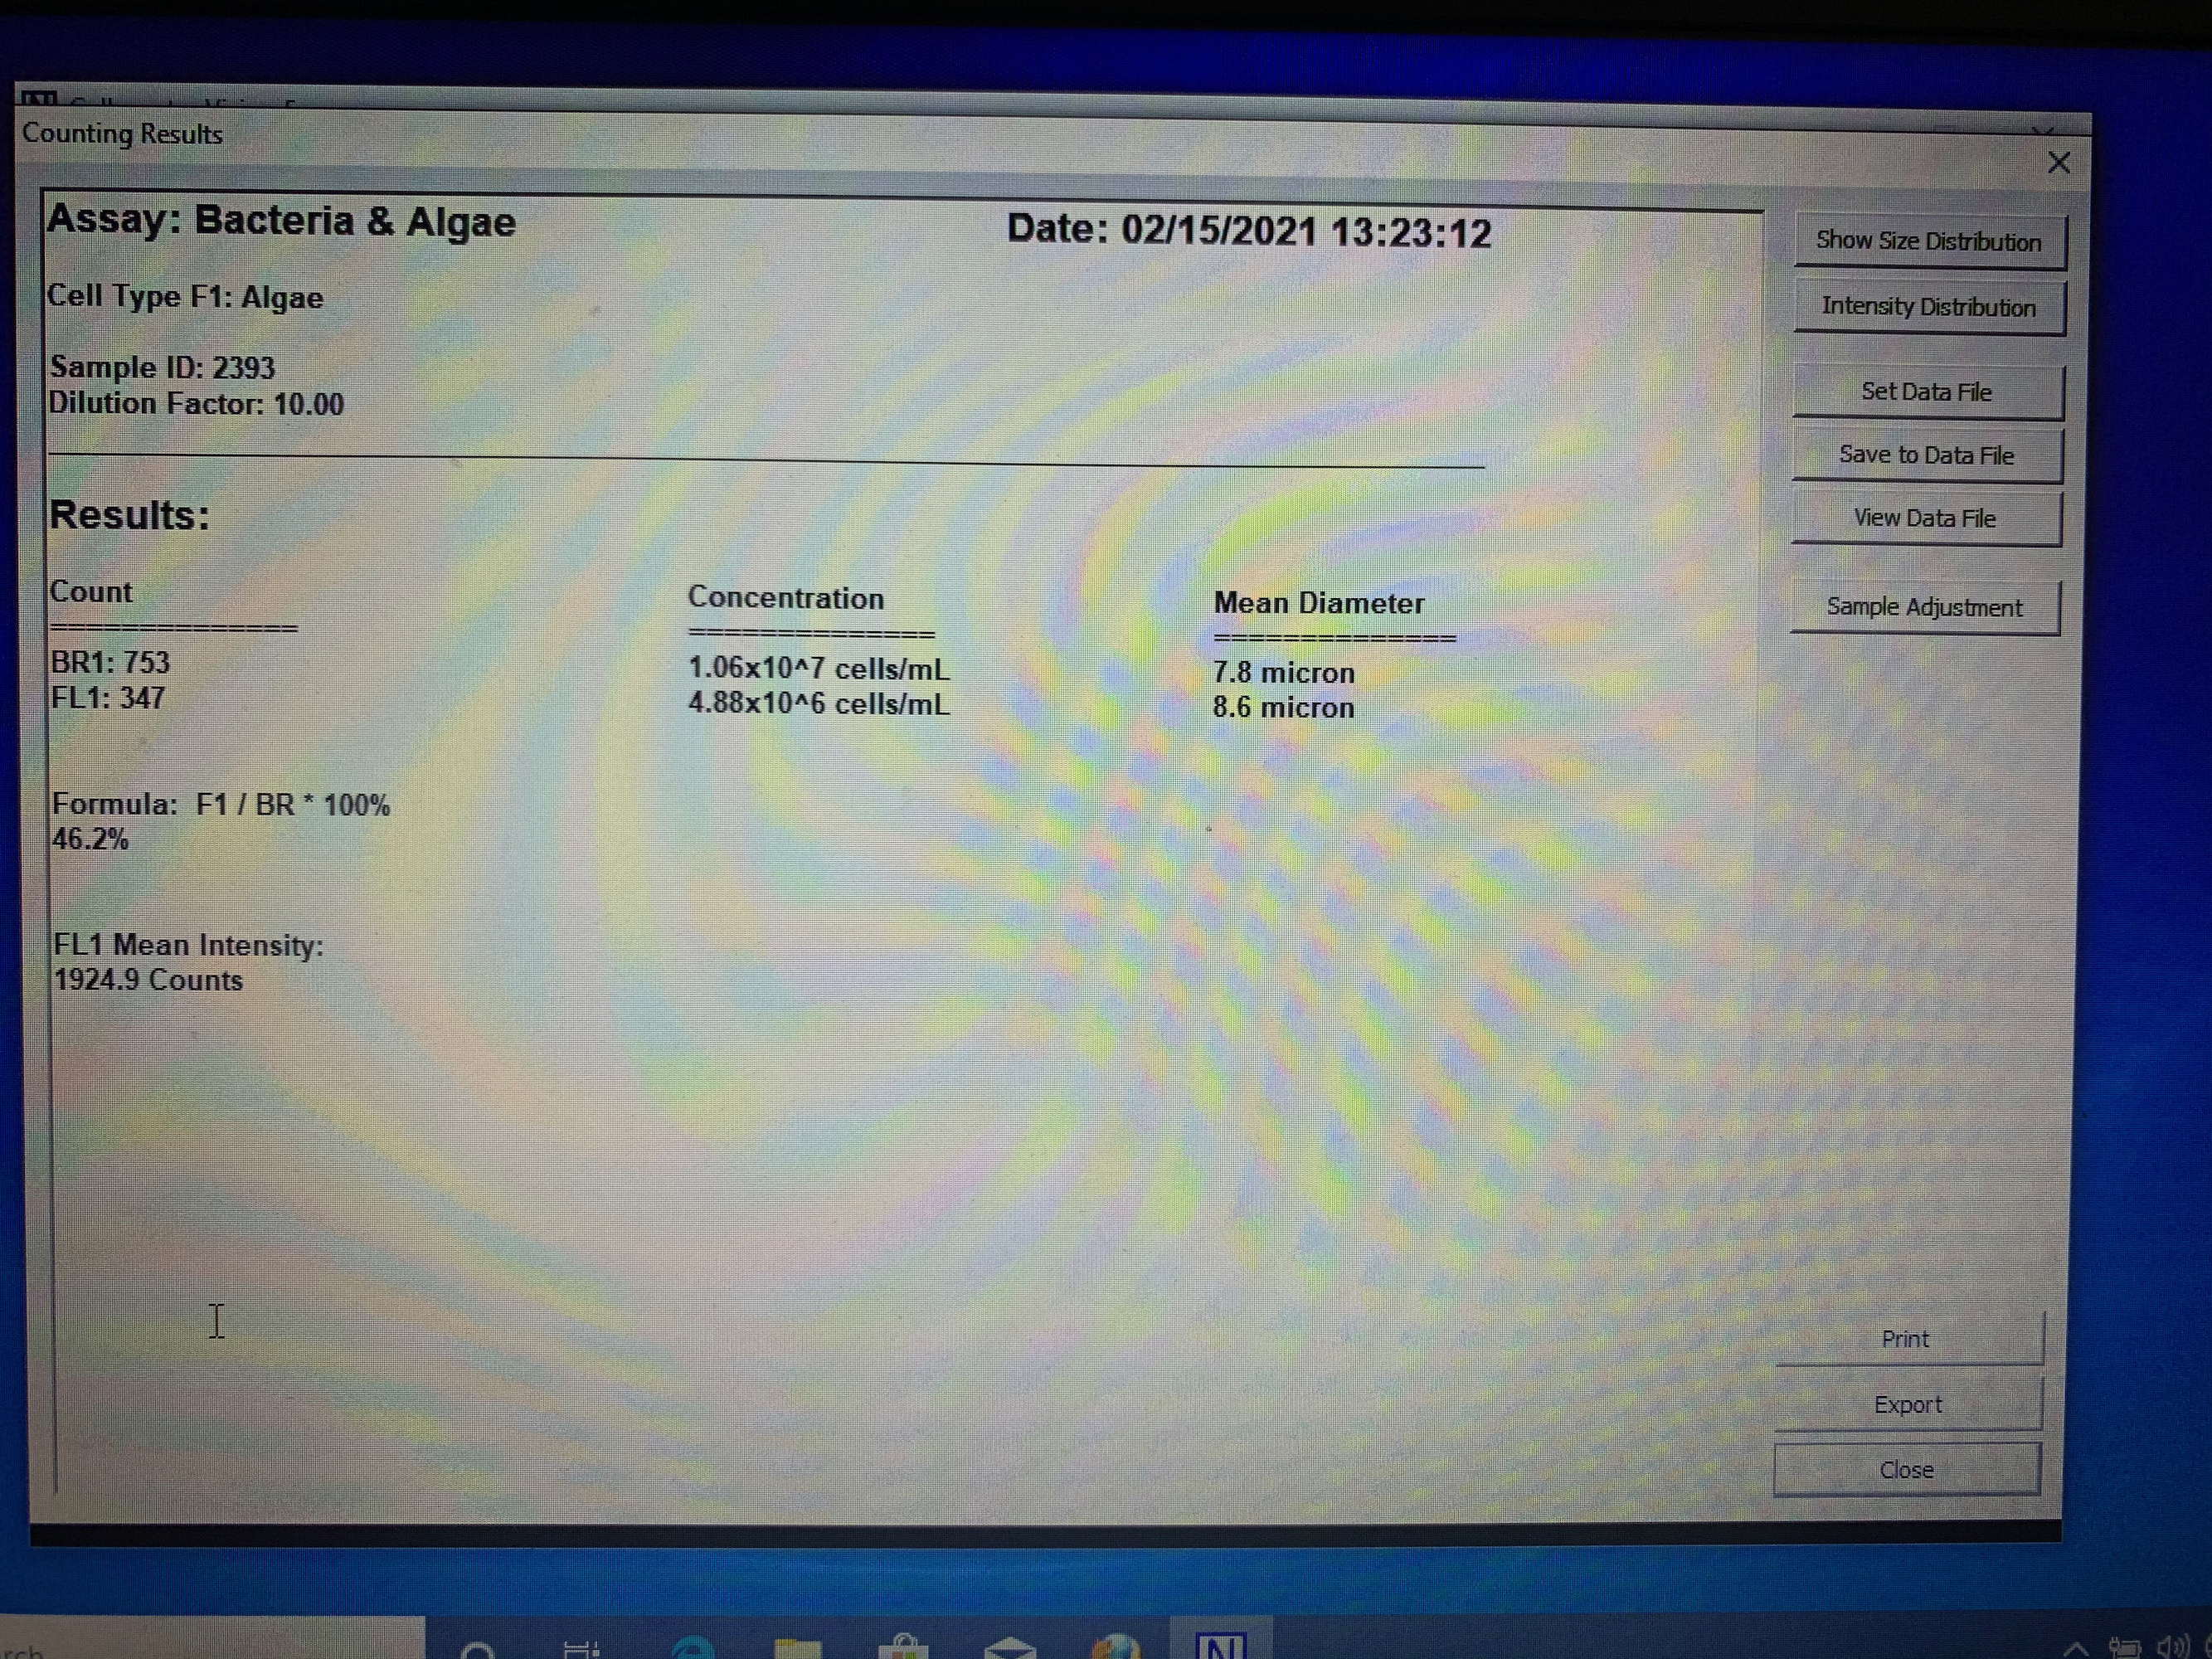 Counting Results
Assay: Bacteria & Algae
Date: 02/15/2021 13:23:12
Cell Type F1: Algae
Sample ID: 2393
Dilution Factor: 10.00
Results:
Count Concentration Mean Diameter
============== ============== ==============
BR1: 753 1.06x10^7 cells/mL 7.8 micron
FL1: 347 4.88x10^6 cells/mL 8.6 micron
Formula: F1 / BR * 100%
46.2%
FL1 Mean Intensity:
1924.9 Counts
Show Size Distribution
Intensity Distribution
Set Data File
Save to Data File
View Data File
Sample Adjustment
Print
Export
Close
N